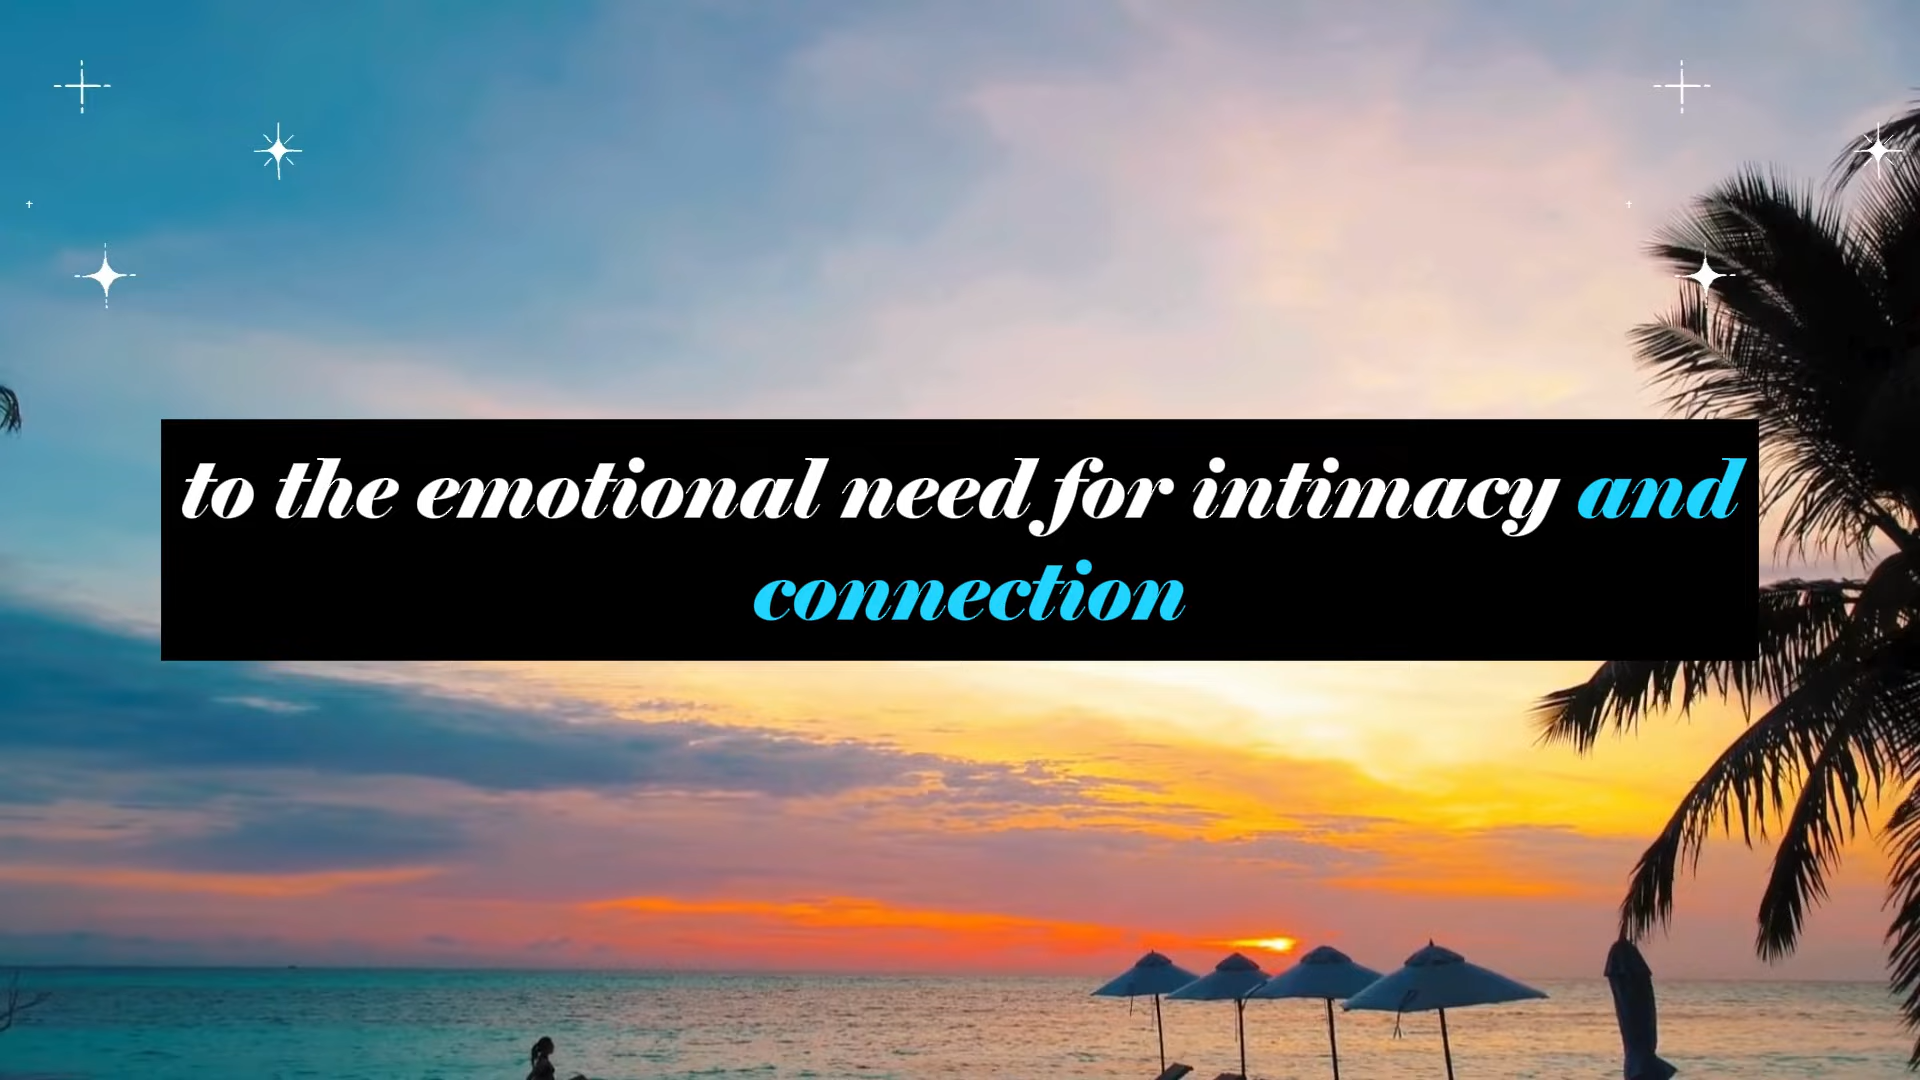 to the emotional need for intimacy and
connection